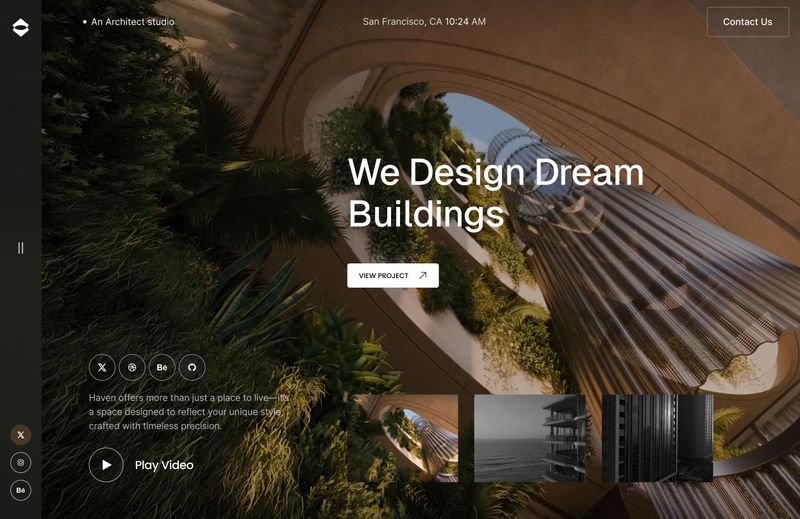 An Architect studio
San Francisco, CA 10:24 AM
Contact Us
We Design Dream
Buildings
VIEW PROJECT
Bē
Haven offers more than just a place to live—it's
a space designed to reflect your unique style,
crafted with timeless precision.
Play Video
Bē